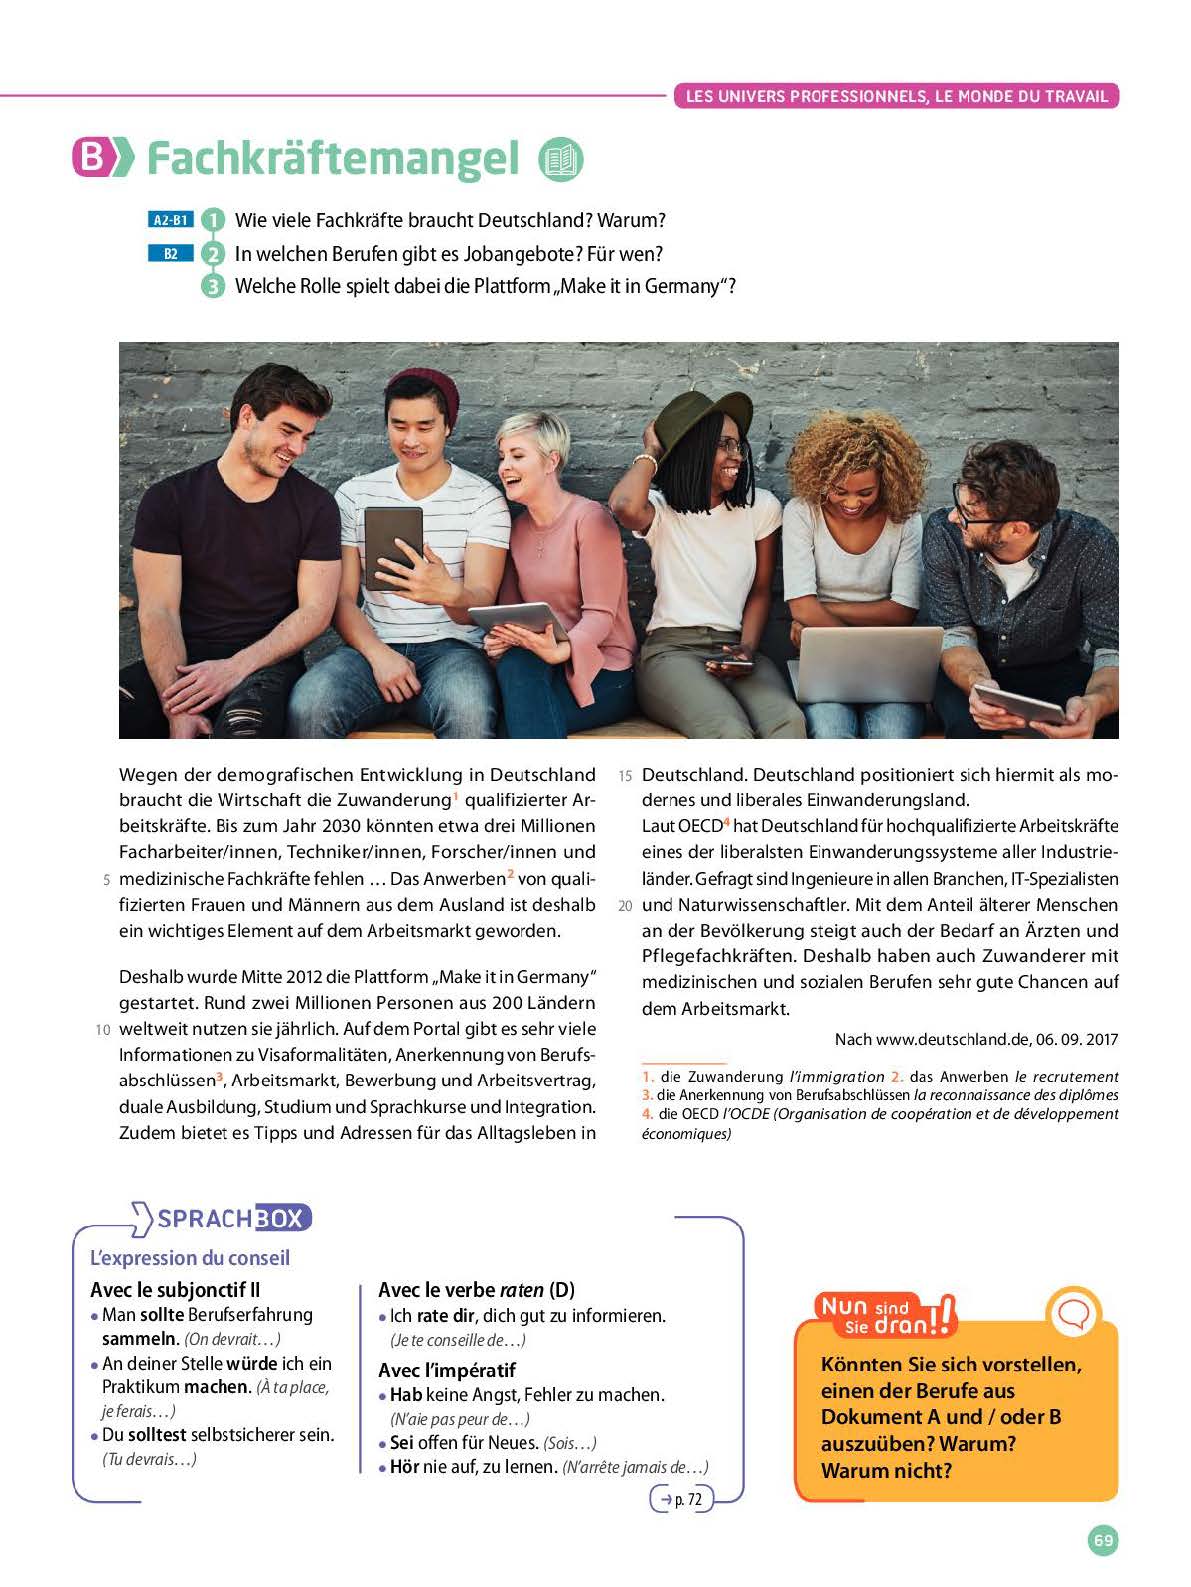 LES UNIVERS PROFESSIONNELS, LE MONDE DU TRAVAIL
B Fachkräftemangel
A2-B1 1 Wie viele Fachkräfte braucht Deutschland? Warum?
B2 2 In welchen Berufen gibt es Jobangebote? Für wen?
3 Welche Rolle spielt dabei die Plattform „Make it in Germany“?
Wegen der demografischen Entwicklung in Deutschland
braucht die Wirtschaft die Zuwanderung1 qualifizierter Ar-
beitskräfte. Bis zum Jahr 2030 könnten etwa drei Millionen
Facharbeiter/innen, Techniker/innen, Forscher/innen und
5 medizinische Fachkräfte fehlen … Das Anwerben2 von quali-
fizierten Frauen und Männern aus dem Ausland ist deshalb
ein wichtiges Element auf dem Arbeitsmarkt geworden.
Deshalb wurde Mitte 2012 die Plattform „Make it in Germany“
gestartet. Rund zwei Millionen Personen aus 200 Ländern
10 weltweit nutzen sie jährlich. Auf dem Portal gibt es sehr viele
Informationen zu Visaformalitäten, Anerkennung von Berufs-
abschlüssen3, Arbeitsmarkt, Bewerbung und Arbeitsvertrag,
duale Ausbildung, Studium und Sprachkurse und Integration.
Zudem bietet es Tipps und Adressen für das Alltagsleben in
15 Deutschland. Deutschland positioniert sich hiermit als mo-
dernes und liberales Einwanderungsland.
Laut OECD4 hat Deutschland für hochqualifizierte Arbeitskräfte
eines der liberalsten Einwanderungssysteme aller Industrie-
länder. Gefragt sind Ingenieure in allen Branchen, IT-Spezialisten
20 und Naturwissenschaftler. Mit dem Anteil älterer Menschen
an der Bevölkerung steigt auch der Bedarf an Ärzten und
Pflegefachkräften. Deshalb haben auch Zuwanderer mit
medizinischen und sozialen Berufen sehr gute Chancen auf
dem Arbeitsmarkt.
Nach www.deutschland.de, 06. 09. 2017
1. die Zuwanderung l’immigration 2. das Anwerben le recrutement
3. die Anerkennung von Berufsabschlüssen la reconnaissance des diplômes
4. die OECD l’OCDE (Organisation de coopération et de développement
économiques)
SPRACHBOX
L’expression du conseil
Avec le subjonctif II
• Man sollte Berufserfahrung
sammeln. (On devrait…)
• An deiner Stelle würde ich ein
Praktikum machen. (À ta place,
je ferais…)
• Du solltest selbstsicherer sein.
(Tu devrais…)
Avec le verbe raten (D)
• Ich rate dir, dich gut zu informieren.
(Je te conseille de…)
Avec l’impératif
• Hab keine Angst, Fehler zu machen.
(N’aie pas peur de…)
• Sei offen für Neues. (Sois…)
• Hör nie auf, zu lernen. (N’arrête jamais de…)
→ p. 72
Nun sind
Sie dran!!
Könnten Sie sich vorstellen,
einen der Berufe aus
Dokument A und / oder B
auszuüben? Warum?
Warum nicht?
69